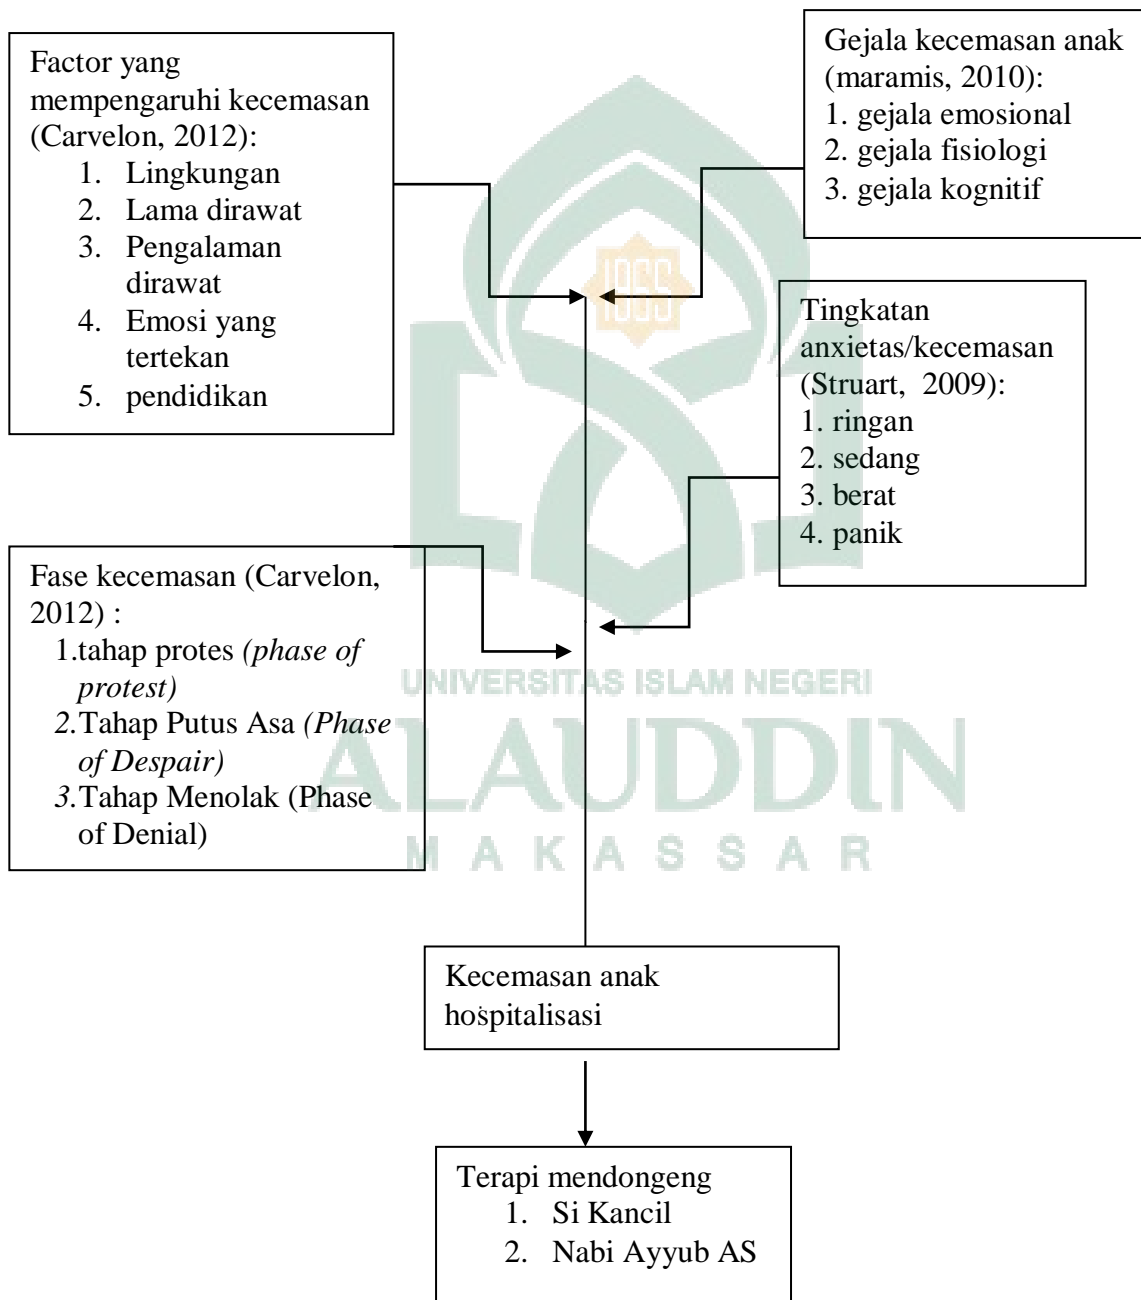 Factor yang
mempengaruhi kecemasan
(Carvelon, 2012):
1. Lingkungan
2. Lama dirawat
3. Pengalaman
dirawat
4. Emosi yang
tertekan
5. pendidikan
Gejala kecemasan anak
(maramis, 2010):
1. gejala emosional
2. gejala fisiologi
3. gejala kognitif
1965
Tingkatan
anxietas/kecemasan
(Struart, 2009):
1. ringan
2. sedang
3. berat
4. panik
Fase kecemasan (Carvelon,
2012) :
1.tahap protes (phase of
protest)
2.Tahap Putus Asa (Phase
of Despair)
3.Tahap Menolak (Phase
of Denial)
UNIVERSITAS ISLAM NEGERI
ALAUDDIN
MAKASSAR
Kecemasan anak
hospitalisasi
Terapi mendongeng
1. Si Kancil
2. Nabi Ayyub AS